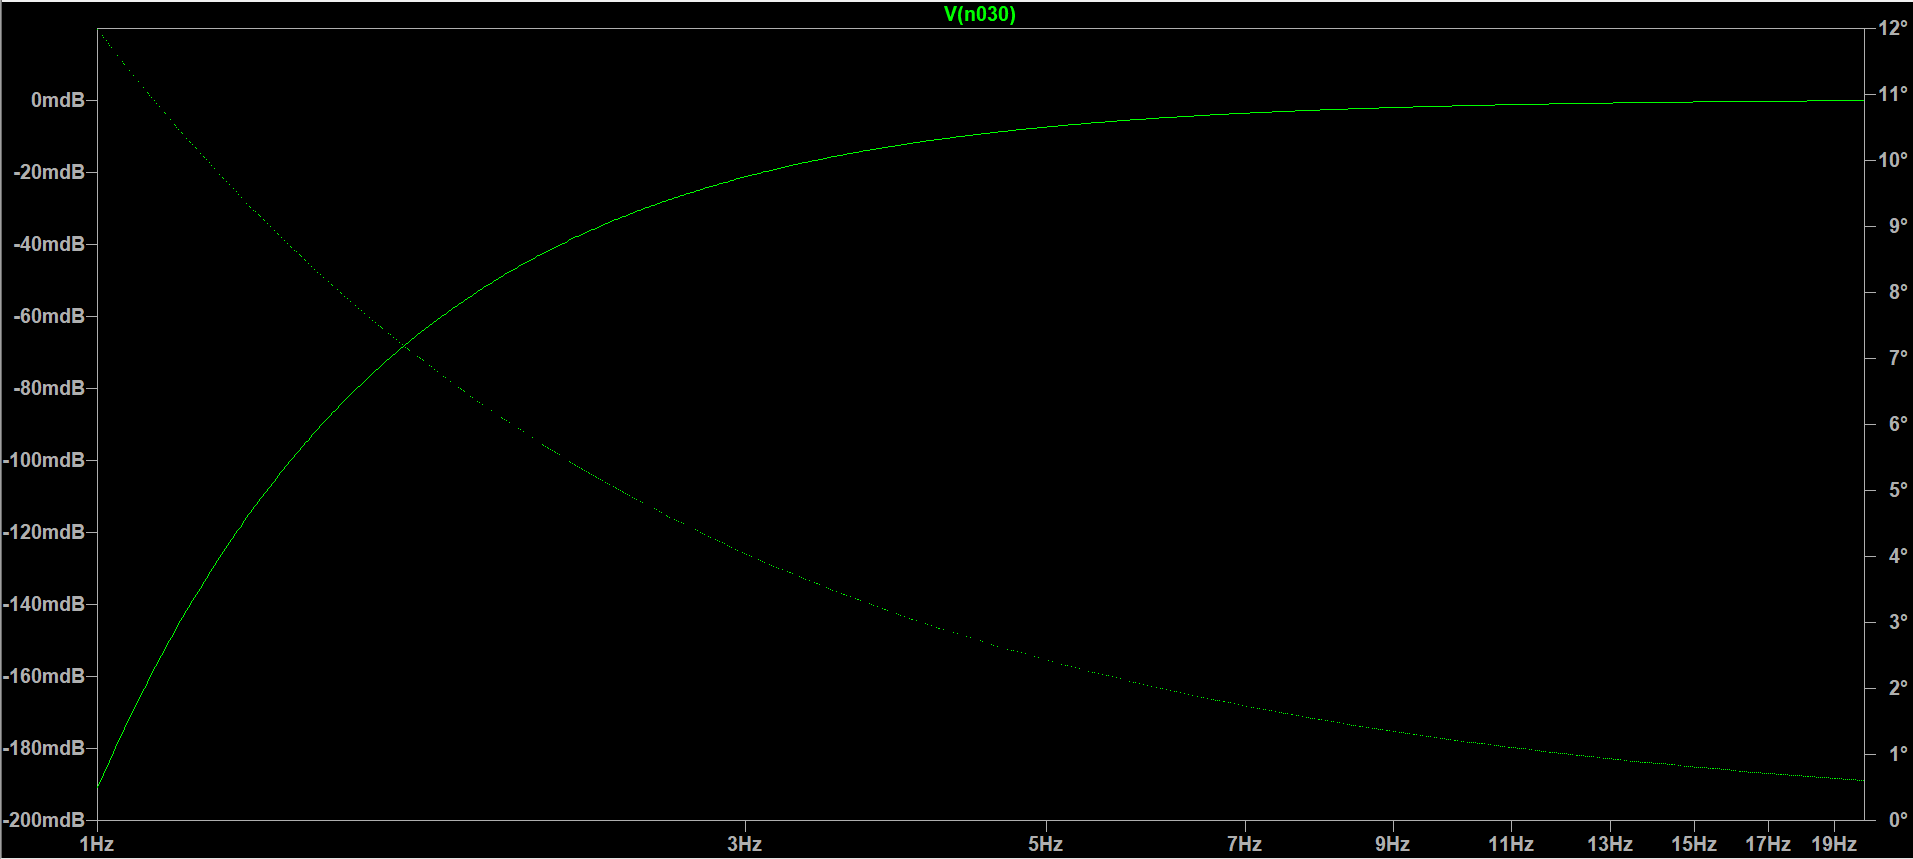 V(n030)
0mdB
-20mdB
-40mdB
-60mdB
-80mdB
-100mdB
-120mdB
-140mdB
-160mdB
-180mdB
-200mdB
12°
11°
10°
9°
8°
7°
6°
5°
4°
3°
2°
1°
0°
1Hz 3Hz 5Hz 7Hz 9Hz 11Hz 13Hz 15Hz 17Hz 19Hz